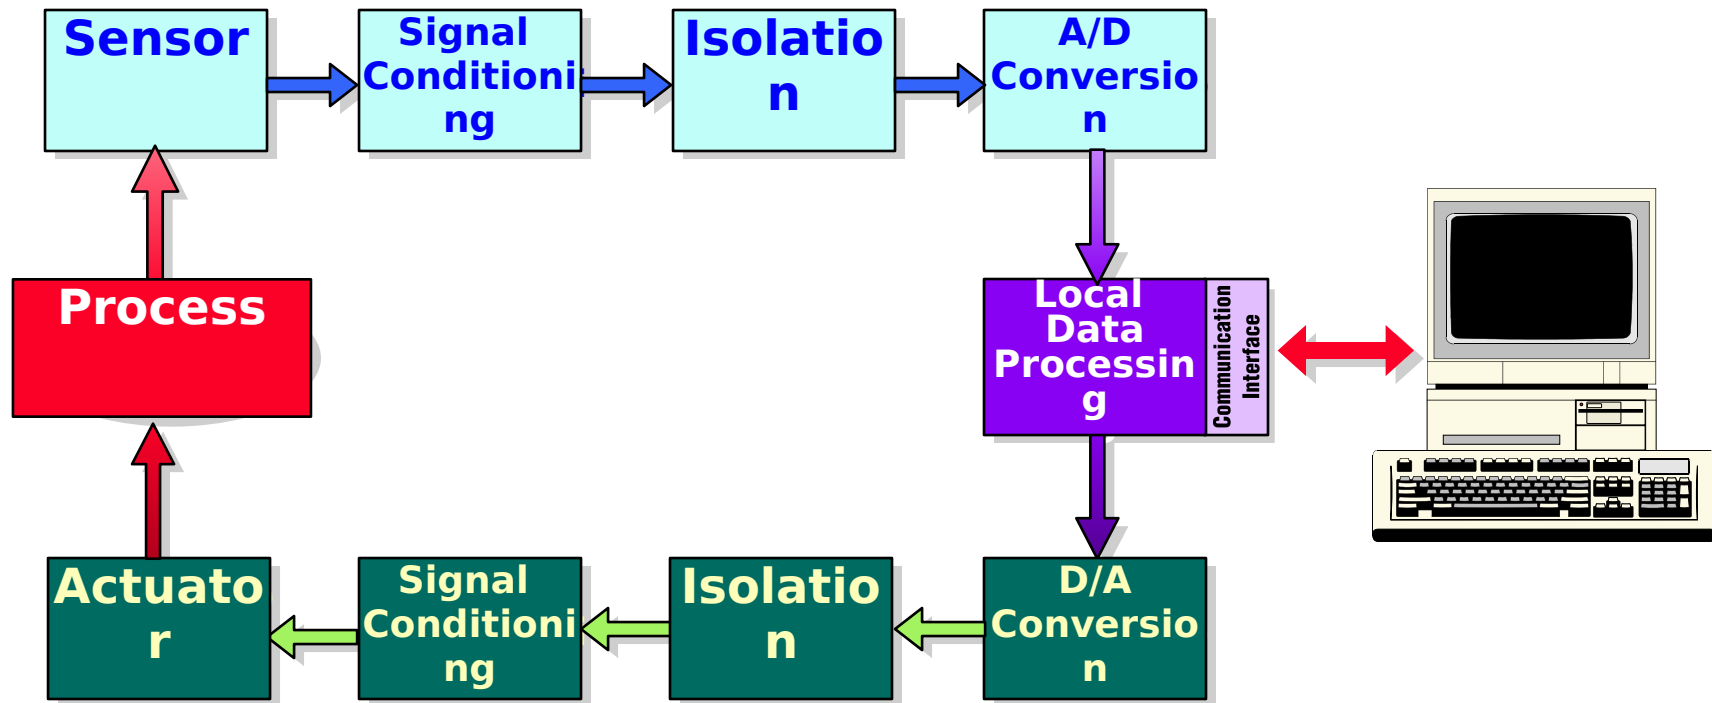 Sensor
Signal
Conditioni
ng
Isolatio
n
A/D
Conversio
n
Process
Local
Data
Processin
g
Communication
Interface
Actuato
r
Signal
Conditioni
ng
Isolatio
n
D/A
Conversio
n